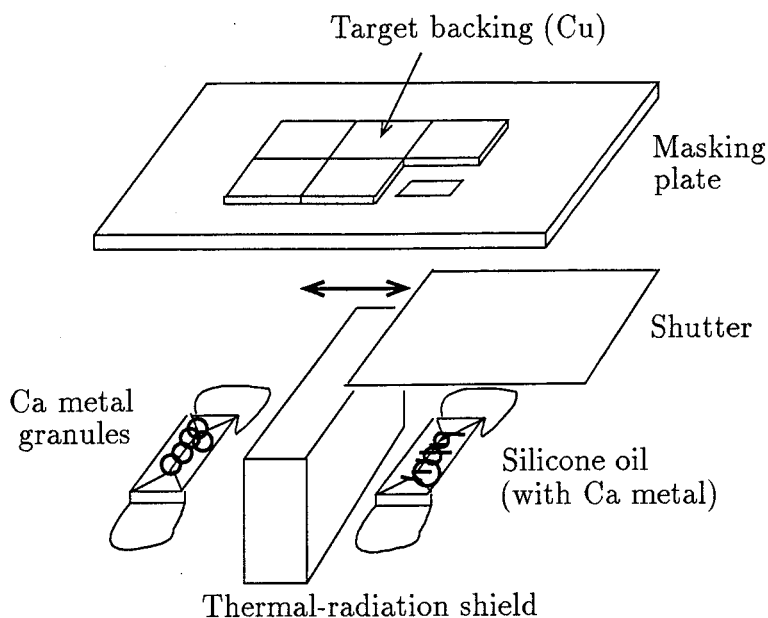 Target backing (Cu)
Masking
plate
Shutter
Ca metal
granules
Silicone oil
(with Ca metal)
Thermal-radiation shield